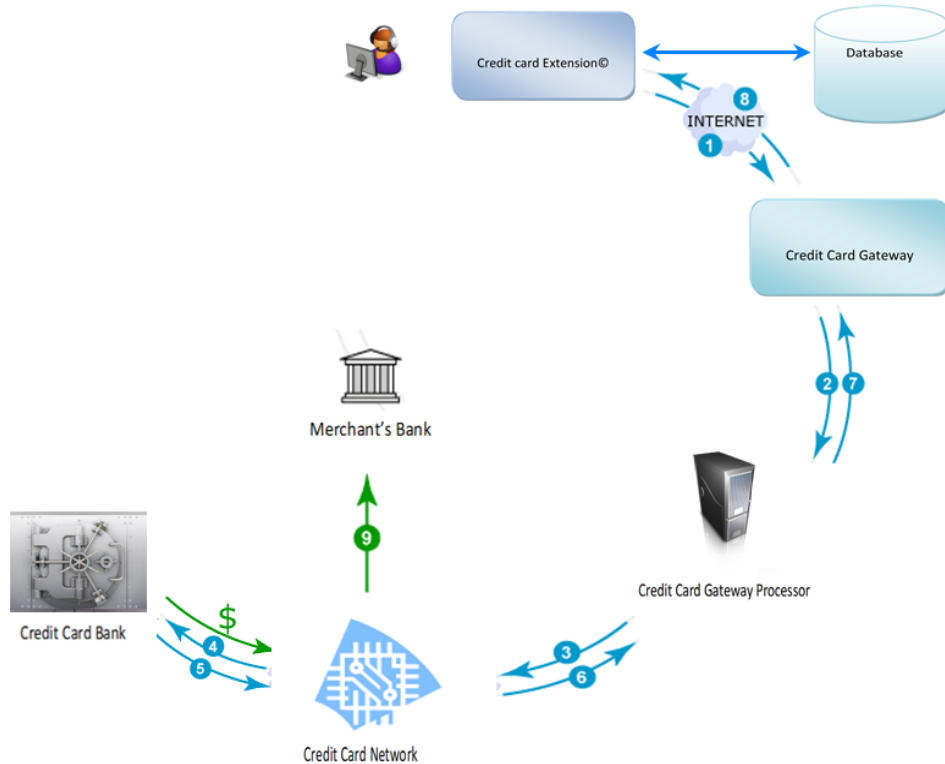 Credit card Extension©
Database
8
INTERNET
1
Credit Card Gateway
2 7
Merchant's Bank
9
Credit Card Gateway Processor
$
Credit Card Bank
4
3
5
6
Credit Card Network